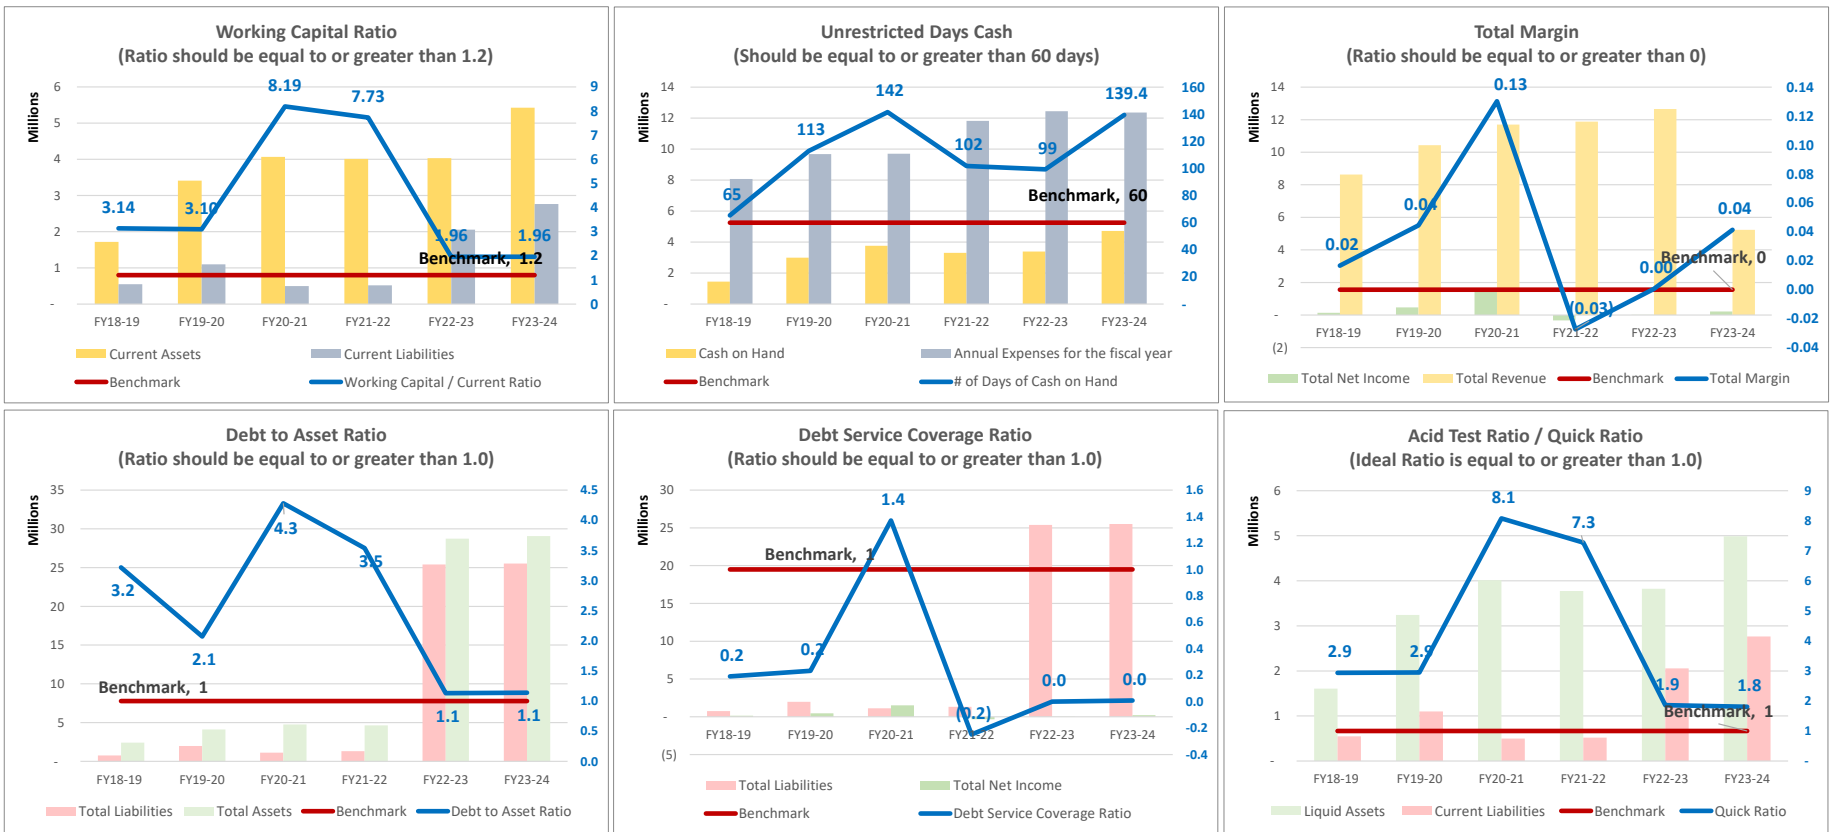 Working Capital Ratio
(Ratio should be equal to or greater than 1.2)
Millions
6
5
4
3
2
1
-
9
8
7
6
5
4
3
2
1
0
3.14
3.10
8.19
7.73
1.96
1.96
Benchmark, 1.2
FY18-19
FY19-20
FY20-21
FY21-22
FY22-23
FY23-24
Current Assets
Current Liabilities
Benchmark
Working Capital / Current Ratio
Unrestricted Days Cash
(Should be equal to or greater than 60 days)
Millions
14
12
10
8
6
4
2
-
160
140
120
100
80
60
40
20
-
65
113
142
102
99
139.4
Benchmark, 60
FY18-19
FY19-20
FY20-21
FY21-22
FY22-23
FY23-24
Cash on Hand
Annual Expenses for the fiscal year
Benchmark
# of Days of Cash on Hand
Total Margin
(Ratio should be equal to or greater than 0)
Millions
14
12
10
8
6
4
2
-
(2)
0.14
0.12
0.10
0.08
0.06
0.04
0.02
0.00
-0.02
-0.04
0.02
0.04
0.13
(0.03)
0.00
0.04
Benchmark, 0
FY18-19
FY19-20
FY20-21
FY21-22
FY22-23
FY23-24
Total Net Income
Total Revenue
Benchmark
Total Margin
Debt to Asset Ratio
(Ratio should be equal to or greater than 1.0)
Millions
35
30
25
20
15
10
5
-
4.5
4.0
3.5
3.0
2.5
2.0
1.5
1.0
0.5
0.0
3.2
2.1
4.3
3.5
1.1
1.1
Benchmark, 1
FY18-19
FY19-20
FY20-21
FY21-22
FY22-23
FY23-24
Total Liabilities
Total Assets
Benchmark
Debt to Asset Ratio
Debt Service Coverage Ratio
(Ratio should be equal to or greater than 1.0)
Millions
30
25
20
15
10
5
-
(5)
1.6
1.4
1.2
1.0
0.8
0.6
0.4
0.2
0.0
-0.2
-0.4
0.2
0.2
1.4
(0.2)
0.0
0.0
Benchmark, 1
FY18-19
FY19-20
FY20-21
FY21-22
FY22-23
FY23-24
Total Liabilities
Total Net Income
Benchmark
Debt Service Coverage Ratio
Acid Test Ratio / Quick Ratio
(Ideal Ratio is equal to or greater than 1.0)
Millions
6
5
4
3
2
1
-
9
8
7
6
5
4
3
2
1
-
2.9
2.9
8.1
7.3
1.9
1.8
Benchmark, 1
FY18-19
FY19-20
FY20-21
FY21-22
FY22-23
FY23-24
Liquid Assets
Current Liabilities
Benchmark
Quick Ratio